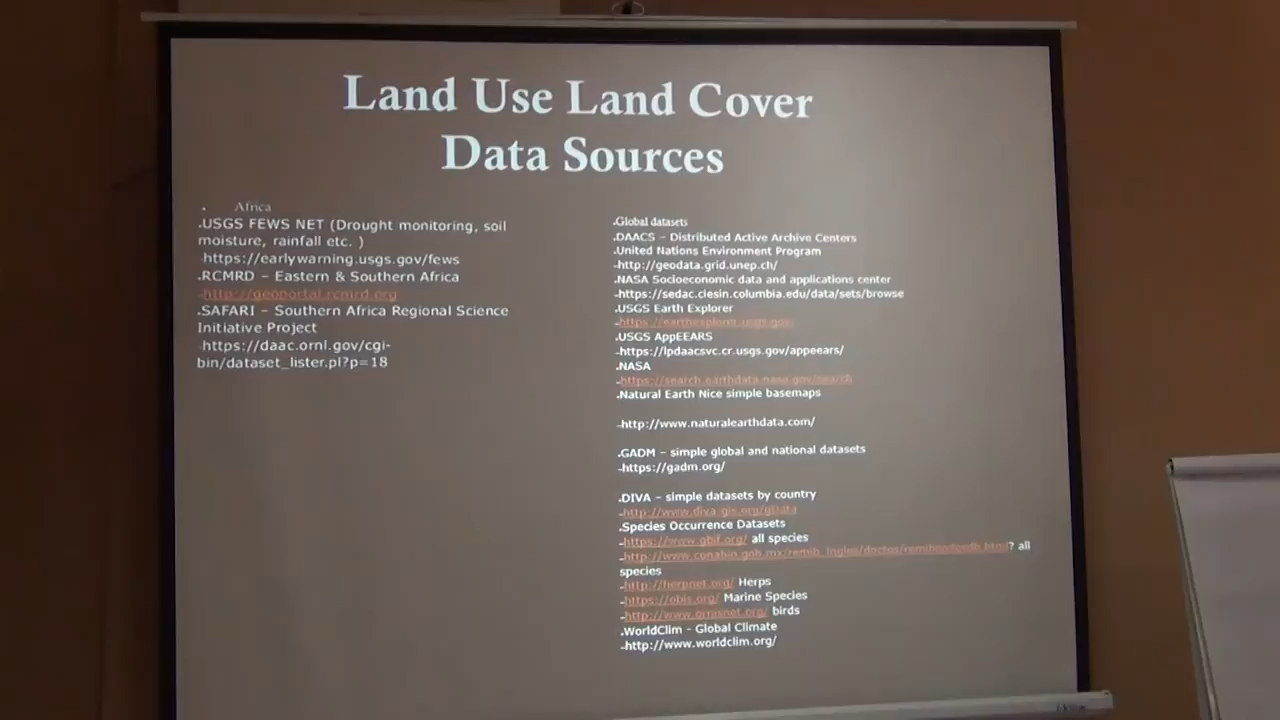 Land Use Land Cover
Data Sources
. Africa
.USGS FEWS NET (Drought monitoring, soil
moisture, rainfall etc. )
-https://earlywarning.usgs.gov/fews
.RCMRD – Eastern & Southern Africa
-http://geoportal.rcmrd.org
.SAFARI – Southern Africa Regional Science
Initiative Project
-https://daac.ornl.gov/cgi-
bin/dataset_lister.pl?p=18
.Global datasets
.DAACS – Distributed Active Archive Centers
.United Nations Environment Program
-http://geodata.grid.unep.ch/
.NASA Socioeconomic data and applications center
-https://sedac.ciesin.columbia.edu/data/sets/browse
.USGS Earth Explorer
-https://earthexplorer.usgs.gov/
.USGS AppEEARS
-https://lpdaacsvc.cr.usgs.gov/appeears/
.NASA
-https://search.earthdata.nasa.gov/search
.Natural Earth Nice simple basemaps
-http://www.naturalearthdata.com/
.GADM – simple global and national datasets
-https://gadm.org/
.DIVA – simple datasets by country
-http://www.diva-gis.org/gData
.Species Occurrence Datasets
-https://www.gbif.org/ all species
? all
species
-http://herpnet.org/ Herps
-https://obis.org/ Marine Species
-http://www.ornisnet.org/ birds
.WorldClim - Global Climate
-http://www.worldclim.org/